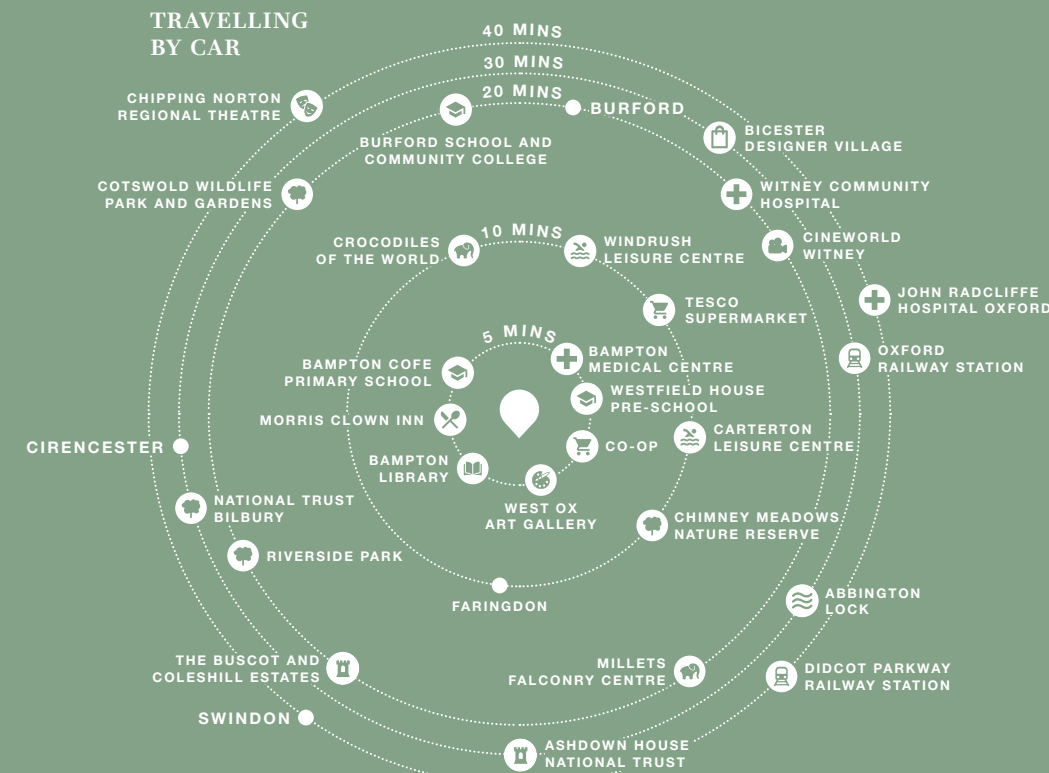 TRAVELLING
BY CAR
40 MINS
30 MINS
20 MINS
CHIPPING NORTON
REGIONAL THEATRE
BURFORD
BURFORD SCHOOL AND
COMMUNITY COLLEGE
BICESTER
DESIGNER VILLAGE
COTSWOLD WILDLIFE
PARK AND GARDENS
WITNEY COMMUNITY
HOSPITAL
10 MINS
CROCODILES
OF THE WORLD
WINDRUSH
LEISURE CENTRE
CINEWORLD
WITNEY
TESCO
SUPERMARKET
JOHN RADCLIFFE
HOSPITAL OXFORD
5 MINS
BAMPTON COFE
PRIMARY SCHOOL
BAMPTON
MEDICAL CENTRE
OXFORD
RAILWAY STATION
WESTFIELD HOUSE
PRE-SCHOOL
MORRIS CLOWN INN
CO-OP
CARTERTON
LEISURE CENTRE
CIRENCESTER
BAMPTON
LIBRARY
WEST OX
ART GALLERY
NATIONAL TRUST
BILBURY
CHIMNEY MEADOWS
NATURE RESERVE
RIVERSIDE PARK
FARINGDON
ABBINGTON
LOCK
THE BUSCOT AND
COLESHILL ESTATES
MILLETS
FALCONRY CENTRE
DIDCOT PARKWAY
RAILWAY STATION
SWINDON
ASHDOWN HOUSE
NATIONAL TRUST